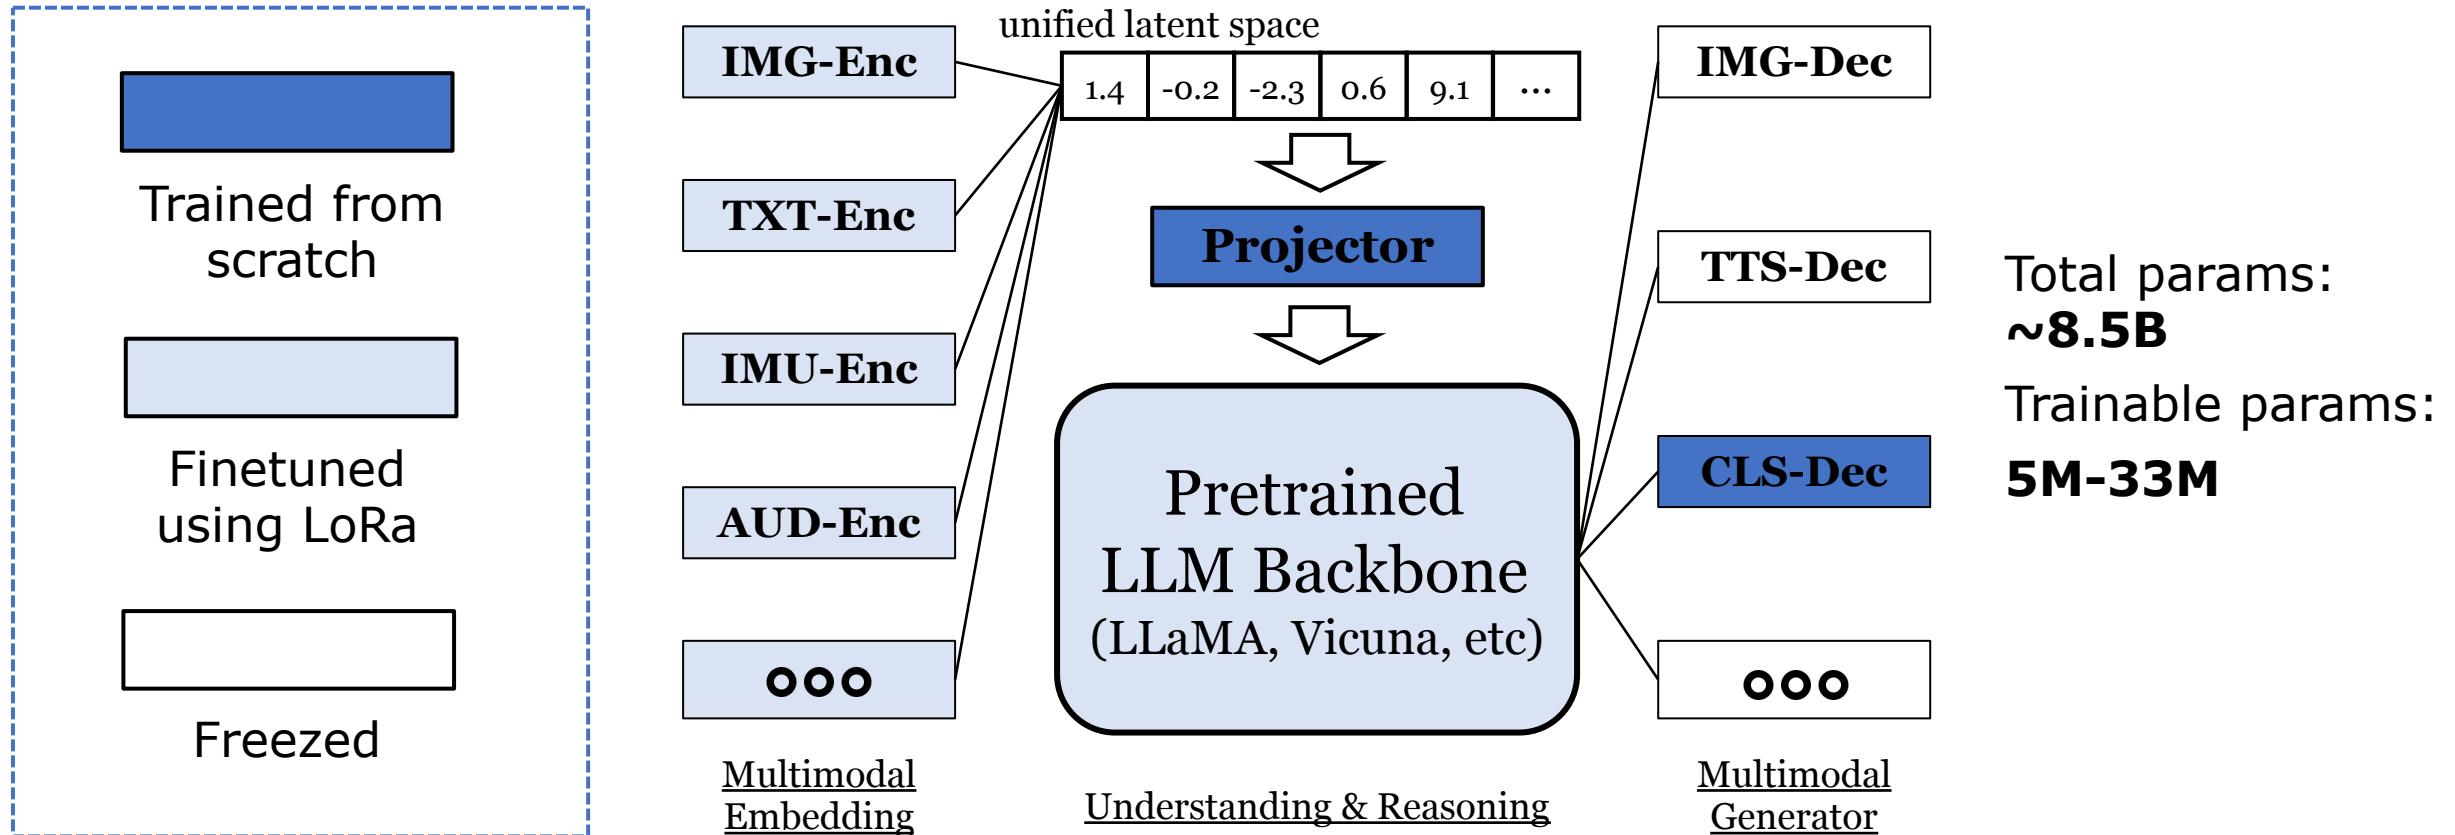 Trained from
scratch
Finetuned
using LoRa
Freezed
IMG-Enc
TXT-Enc
IMU-Enc
AUD-Enc
Multimodal
Embedding
unified latent space
1.4 -0.2 -2.3 0.6 9.1 ...
Projector
Pretrained
LLM Backbone
(LLaMA, Vicuna, etc)
Understanding & Reasoning
IMG-Dec
TTS-Dec
CLS-Dec
Multimodal
Generator
Total params:
~8.5B
Trainable params:
5M-33M